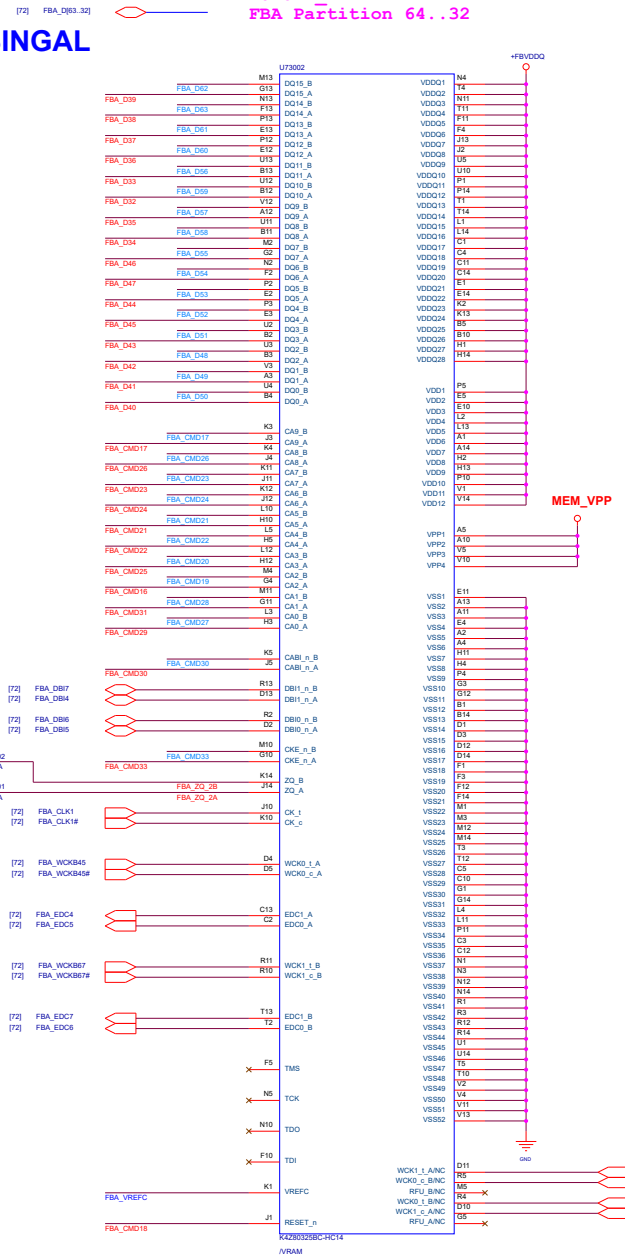 [72] FBA_D[63..32]
FBA Partition 64..32
SINGAL
U73002
+FBVDDQ
FBA_D62 M13 DQ15_B VDDQ1 N4
FBA_D39 G13 DQ15_A VDDQ2 T4
FBA_D63 N13 DQ14_B VDDQ3 N11
FBA_D38 F13 DQ14_A VDDQ4 T11
FBA_D61 P13 DQ13_B VDDQ5 F11
FBA_D37 E13 DQ13_A VDDQ6 F4
FBA_D60 P12 DQ12_B VDDQ7 J13
FBA_D36 E12 DQ12_A VDDQ8 J2
FBA_D56 U13 DQ11_B VDDQ9 U5
FBA_D33 B13 DQ11_A VDDQ10 U10
FBA_D59 U12 DQ10_B VDDQ11 P1
FBA_D32 B12 DQ10_A VDDQ12 P14
FBA_D57 V12 DQ9_B VDDQ13 T1
FBA_D35 A12 DQ9_A VDDQ14 T14
FBA_D58 U11 DQ8_B VDDQ15 L1
FBA_D34 B11 DQ8_A VDDQ16 L14
FBA_D55 M2 DQ7_B VDDQ17 C1
FBA_D46 G2 DQ7_A VDDQ18 C4
FBA_D54 N2 DQ6_B VDDQ19 C11
FBA_D47 F2 DQ6_A VDDQ20 C14
FBA_D53 P2 DQ5_B VDDQ21 E1
FBA_D44 E2 DQ5_A VDDQ22 E14
FBA_D52 P3 DQ4_B VDDQ23 K2
FBA_D45 E3 DQ4_A VDDQ24 K13
FBA_D51 U2 DQ3_B VDDQ25 B5
FBA_D43 B2 DQ3_A VDDQ26 B10
FBA_D48 U3 DQ2_B VDDQ27 H1
FBA_D42 B3 DQ2_A VDDQ28 H14
FBA_D49 V3 DQ1_B
FBA_D41 A3 DQ1_A
FBA_D50 U4 DQ0_B VDD1 P5
FBA_D40 B4 DQ0_A VDD2 E5
VDD3 E10
VDD4 L2
FBA_CMD17 K3 CA9_B VDD5 L13
FBA_CMD17 J3 CA9_A VDD6 A1
FBA_CMD26 K4 CA8_B VDD7 A14
FBA_CMD26 J4 CA8_A VDD8 H2
FBA_CMD23 K11 CA7_B VDD9 H13
FBA_CMD23 J11 CA7_A VDD10 P10
FBA_CMD24 K12 CA6_B VDD11 V1
FBA_CMD24 J12 CA6_A VDD12 V14
MEM_VPP
FBA_CMD21 L10 CA5_B
FBA_CMD21 H10 CA5_A
FBA_CMD22 L5 CA4_B VPP1 A5
FBA_CMD22 H5 CA4_A VPP2 A10
FBA_CMD20 L12 CA3_B VPP3 V5
FBA_CMD25 H12 CA3_A VPP4 V10
FBA_CMD19 M4 CA2_B
FBA_CMD16 G4 CA2_A
FBA_CMD28 M11 CA1_B VSS1 E11
FBA_CMD31 G11 CA1_A VSS2 A13
FBA_CMD27 L3 CA0_B VSS3 A11
FBA_CMD29 H3 CA0_A VSS4 E4
VSS5 A2
VSS6 A4
FBA_CMD30 K5 CABI_n_B VSS7 H11
FBA_CMD30 J5 CABI_n_A VSS8 H4
VSS9 P4
[72] FBA_DBI7 R13 DBI1_n_B VSS10 G3
[72] FBA_DBI4 D13 DBI1_n_A VSS11 G12
VSS12 B1
[72] FBA_DBI6 R2 DBI0_n_B VSS13 B14
[72] FBA_DBI5 D2 DBI0_n_A VSS14 D1
VSS15 D3
FBA_CMD33 M10 CKE_n_B VSS16 D12
FBA_CMD33 G10 CKE_n_A VSS17 D14
VSS18 F1
FBA_ZQ_2B K14 ZQ_B VSS19 F3
FBA_ZQ_2A J14 ZQ_A VSS20 F12
VSS21 F14
[72] FBA_CLK1 J10 CK_t VSS22 M1
[72] FBA_CLK1# K10 CK_c VSS23 M3
VSS24 M12
VSS25 M14
VSS26 T3
[72] FBA_WCKB45 D4 WCK0_t_A VSS27 T12
[72] FBA_WCKB45# D5 WCK0_c_A VSS28 C5
VSS29 C10
VSS30 G1
VSS31 G14
[72] FBA_EDC4 C13 EDC1_A VSS32 L4
[72] FBA_EDC5 C2 EDC0_A VSS33 L11
VSS34 P11
VSS35 C3
VSS36 C12
[72] FBA_WCKB67 R11 WCK1_t_B VSS37 N1
[72] FBA_WCKB67# R10 WCK1_c_B VSS38 N3
VSS39 N12
VSS40 N14
VSS41 R1
[72] FBA_EDC7 T13 EDC1_B VSS42 R3
[72] FBA_EDC6 T2 EDC0_B VSS43 R12
VSS44 R14
VSS45 U1
VSS46 U14
F5 TMS VSS47 T5
VSS48 T10
VSS49 V2
N5 TCK VSS50 V4
VSS51 V11
VSS52 V13
N10 TDO
GND
F10 TDI
WCK1_t_A/NC D11
WCK0_c_B/NC R5
FBA_VREFC K1 VREFC RFU_B/NC M5
WCK0_t_B/NC R4
WCK1_c_A/NC D10
FBA_CMD18 J1 RESET_n RFU_A/NC G5
K4Z80325BC-HC14
/VRAM